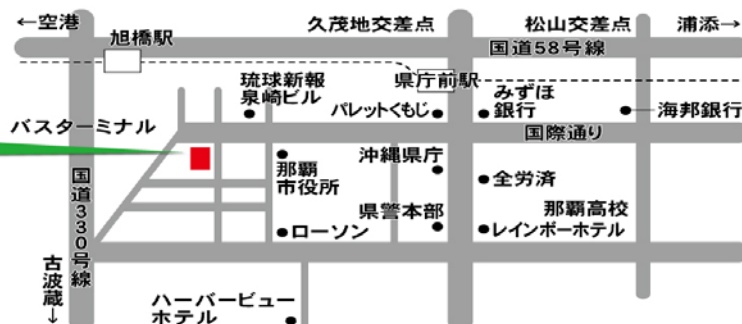 ←空港
久茂地交差点
松山交差点
浦添→
旭橋駅
国道58号線
琉球新報
泉崎ビル
県庁前駅
パレットくもじ
みずほ
銀行
海邦銀行
バスターミナル
国際通り
那覇
市役所
沖縄県庁
全労済
国道330号線
県警本部
那覇高校
ローソン
レインボーホテル
古波蔵↓
ハーバービュー
ホテル